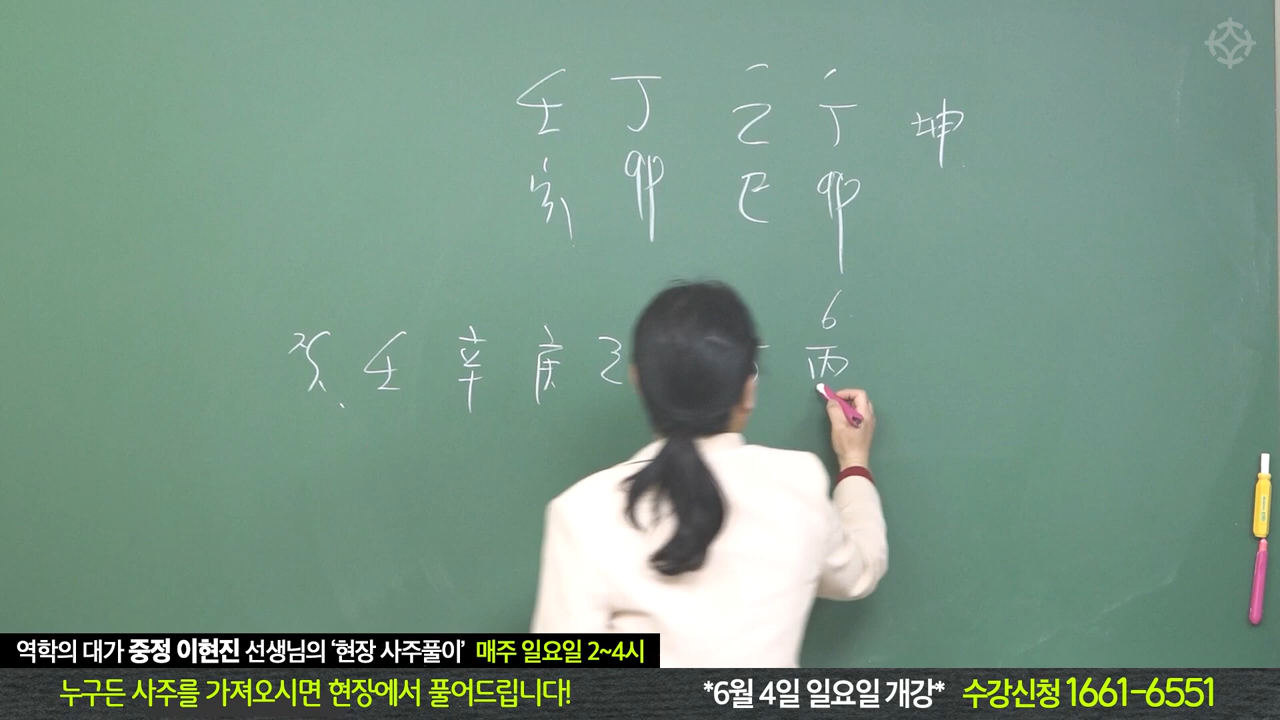 壬 丁 乙 丁 坤
亥 卯 巳 卯
6
癸 壬 辛 庚 己 丙
역학의 대가 중정 이현진 선생님의 '현장 사주풀이' 매주 일요일 2~4시
누구든 사주를 가져오시면 현장에서 풀어드립니다! *6월 4일 일요일 개강* 수강신청 1661-6551